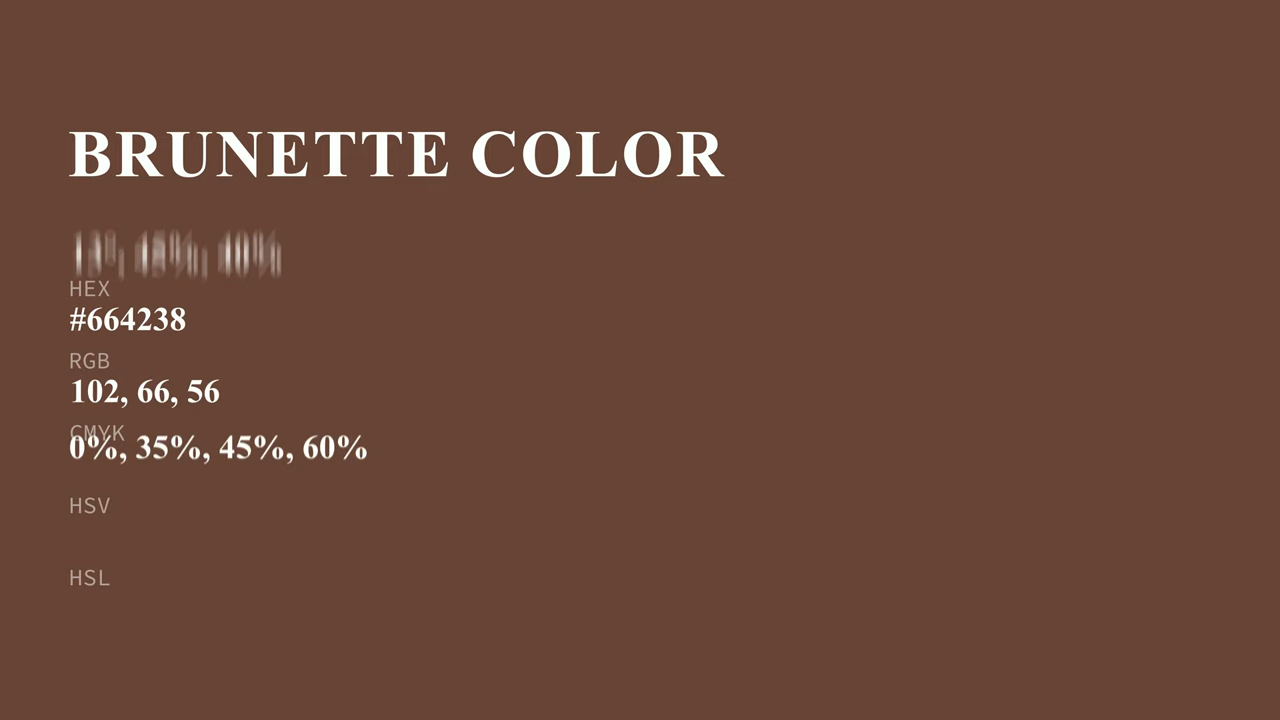 BRUNETTE COLOR
HEX
#664238
RGB
102, 66, 56
CMYK
0%, 35%, 45%, 60%
HSV
HSL